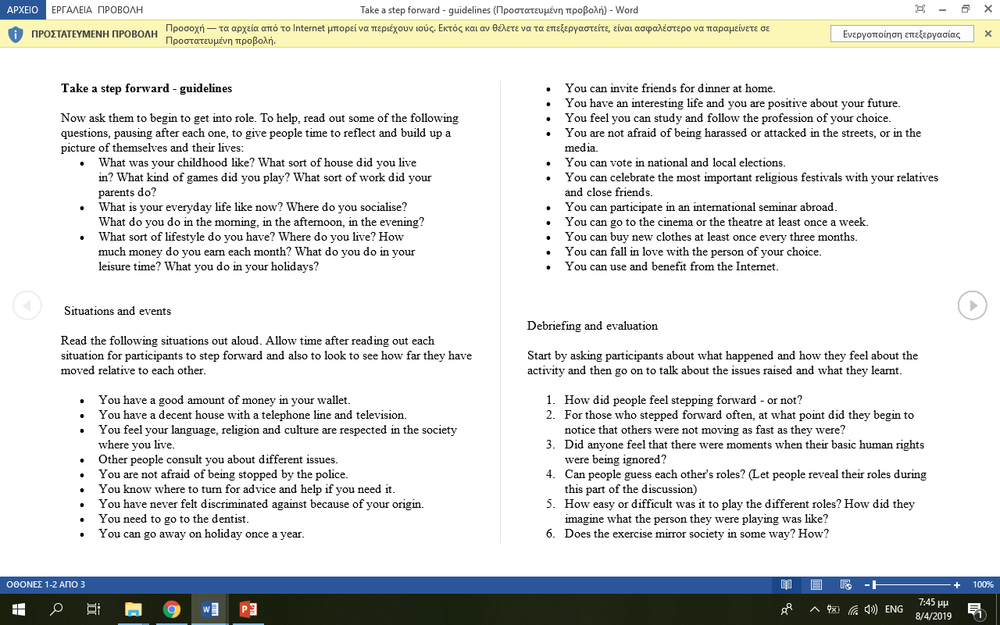 ΑΡΧΕΙΟ ΕΡΓΑΛΕΙΑ ΠΡΟΒΟΛΗ Take a step forward - guidelines (Προστατευμένη προβολή) - Word
ΠΡΟΣΤΑΤΕΥΜΕΝΗ ΠΡΟΒΟΛΗ Προσοχή — τα αρχεία από το Internet μπορεί να περιέχουν ιούς. Εκτός και αν θέλετε να τα επεξεργαστείτε, είναι ασφαλέστερο να παραμείνετε σε
Προστατευμένη προβολή.
Ενεργοποίηση επεξεργασίας
Take a step forward - guidelines
Now ask them to begin to get into role. To help, read out some of the following
questions, pausing after each one, to give people time to reflect and build up a
picture of themselves and their lives:
• What was your childhood like? What sort of house did you live
in? What kind of games did you play? What sort of work did your
parents do?
• What is your everyday life like now? Where do you socialise?
What do you do in the morning, in the afternoon, in the evening?
• What sort of lifestyle do you have? Where do you live? How
much money do you earn each month? What do you do in your
leisure time? What you do in your holidays?
Situations and events
Read the following situations out aloud. Allow time after reading out each
situation for participants to step forward and also to look to see how far they have
moved relative to each other.
• You have a good amount of money in your wallet.
• You have a decent house with a telephone line and television.
• You feel your language, religion and culture are respected in the society
where you live.
• Other people consult you about different issues.
• You are not afraid of being stopped by the police.
• You know where to turn for advice and help if you need it.
• You have never felt discriminated against because of your origin.
• You need to go to the dentist.
• You can go away on holiday once a year.
• You can invite friends for dinner at home.
• You have an interesting life and you are positive about your future.
• You feel you can study and follow the profession of your choice.
• You are not afraid of being harassed or attacked in the streets, or in the
media.
• You can vote in national and local elections.
• You can celebrate the most important religious festivals with your relatives
and close friends.
• You can participate in an international seminar abroad.
• You can go to the cinema or the theatre at least once a week.
• You can buy new clothes at least once every three months.
• You can fall in love with the person of your choice.
• You can use and benefit from the Internet.
Debriefing and evaluation
Start by asking participants about what happened and how they feel about the
activity and then go on to talk about the issues raised and what they learnt.
1. How did people feel stepping forward - or not?
2. For those who stepped forward often, at what point did they begin to
notice that others were not moving as fast as they were?
3. Did anyone feel that there were moments when their basic human rights
were being ignored?
4. Can people guess each other's roles? (Let people reveal their roles during
this part of the discussion)
5. How easy or difficult was it to play the different roles? How did they
imagine what the person they were playing was like?
6. Does the exercise mirror society in some way? How?
ΟΘΟΝΕΣ 1-2 ΑΠΟ 3 100%
ENG 7:45 μμ
8/4/2019
1